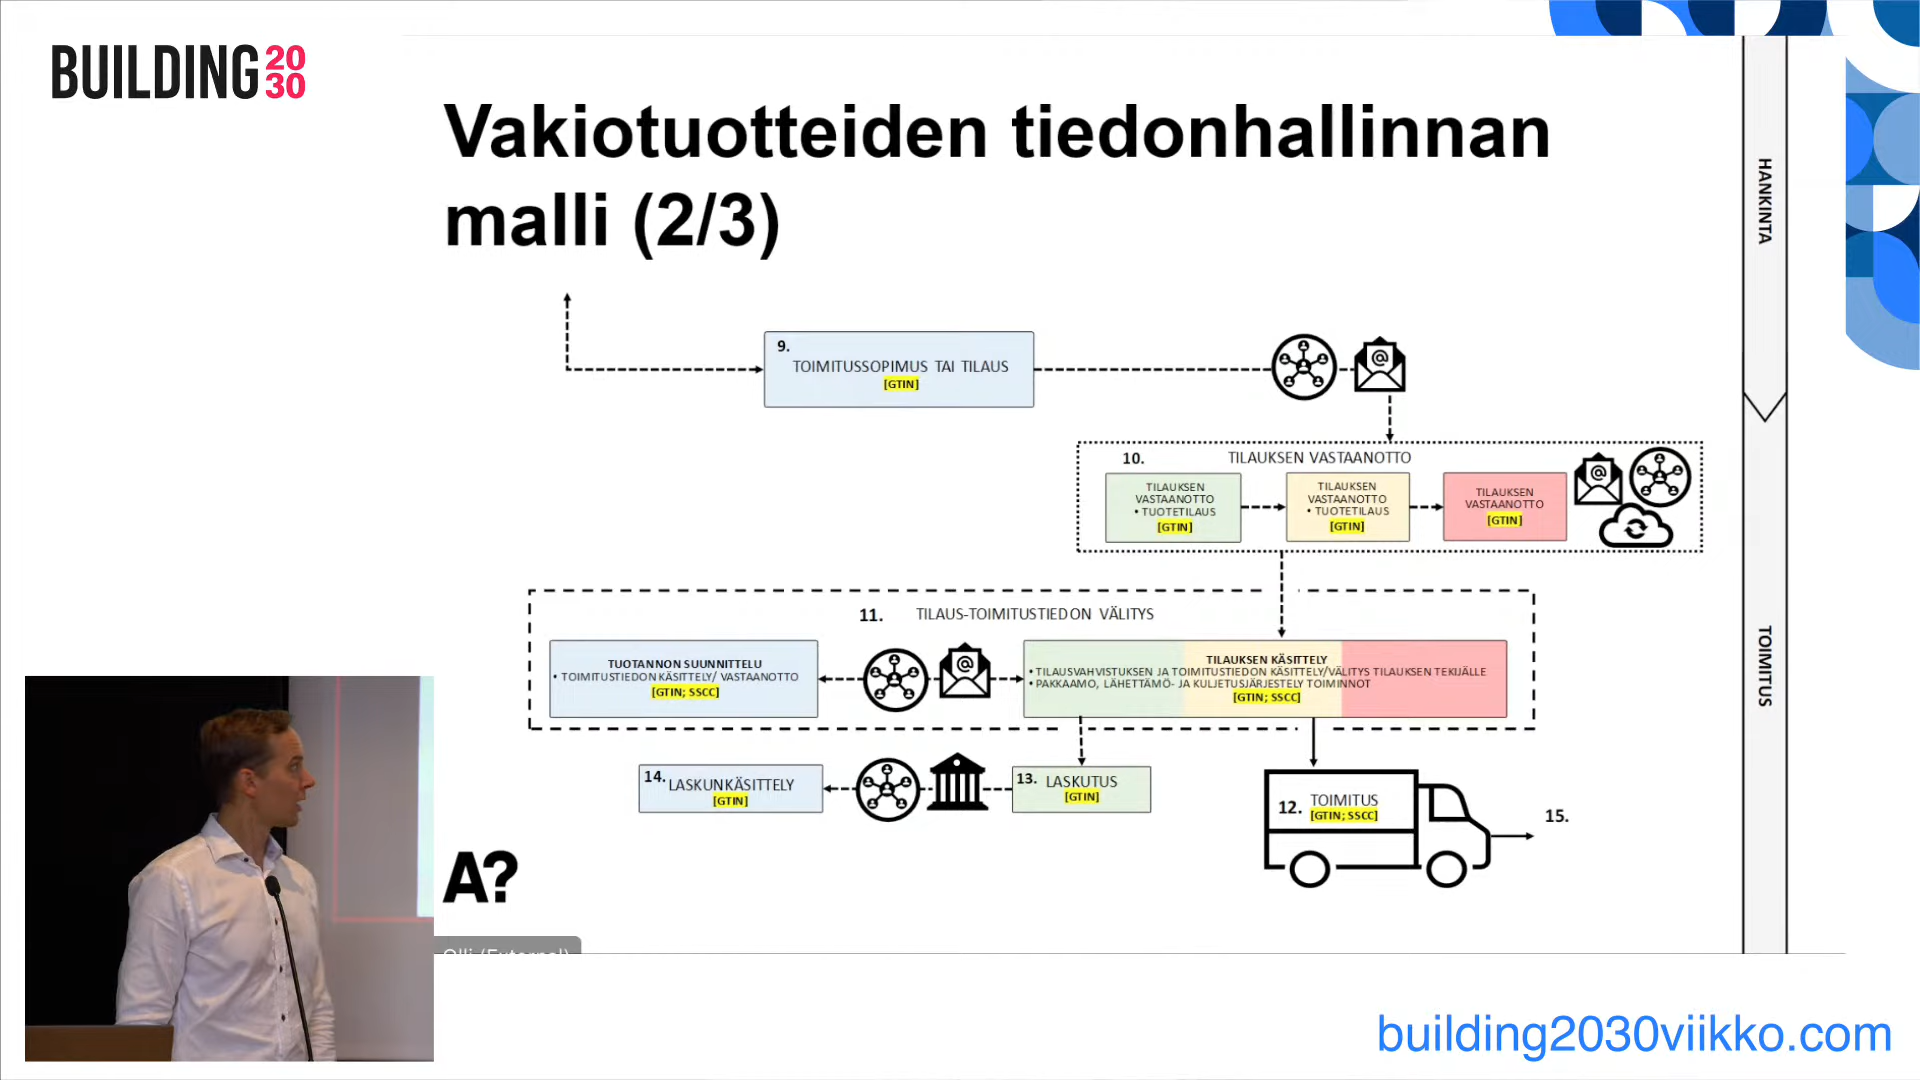 BUILDING 20
30
Vakiotuotteiden tiedonhallinnan
malli (2/3)
HANKINTA
9.
TOIMITUSSOPIMUS TAI TILAUS
[GTIN]
@
10. TILAUKSEN VASTAANOTTO
TILAUKSEN
VASTAANOTTO
• TUOTETILAUS
[GTIN]
TILAUKSEN
VASTAANOTTO
• TUOTETILAUS
[GTIN]
TILAUKSEN
VASTAANOTTO
[GTIN]
@
11. TILAUS-TOIMITUSTIEDON VÄLITYS
TUOTANNON SUUNNITTELU
• TOIMITUSTIEDON KÄSITTELY/ VASTAANOTTO
[GTIN; SSCC]
@
TILAUKSEN KÄSITTELY
• TILAUSVAHVISTUKSEN JA TOIMITUSTIEDON KÄSITTELY/VÄLITYS TILAUKSEN TEKIJÄLLE
• PAKKAAMO, LÄHETTÄMÖ- JA KULJETUSJÄRJESTELY TOIMINNOT
[GTIN; SSCC]
TOIMITUS
14. LASKUNKÄSITTELY
[GTIN]
13. LASKUTUS
[GTIN]
12. TOIMITUS
[GTIN; SSCC]
15.
A?
Olli (External)
building2030viikko.com